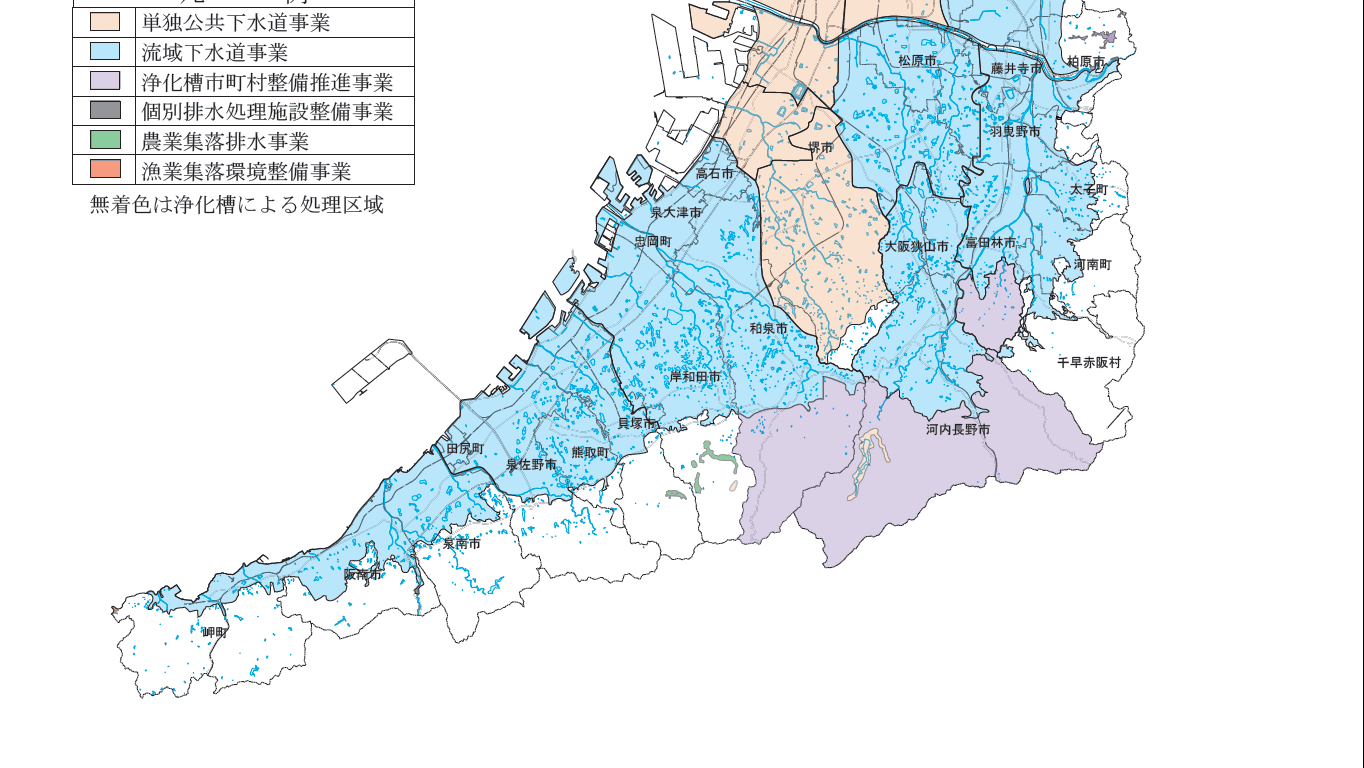 凡 例
単独公共下水道事業
流域下水道事業
浄化槽市町村整備推進事業
個別排水処理施設整備事業
農業集落排水事業
漁業集落環境整備事業
無着色は浄化槽による処理区域
松原市
藤井寺市
柏原市
羽曳野市
堺市
高石市
太子町
泉大津市
忠岡町
大阪狭山市
富田林市
河南町
和泉市
千早赤阪村
岸和田市
貝塚市
河内長野市
田尻町
熊取町
泉佐野市
泉南市
阪南市
岬町